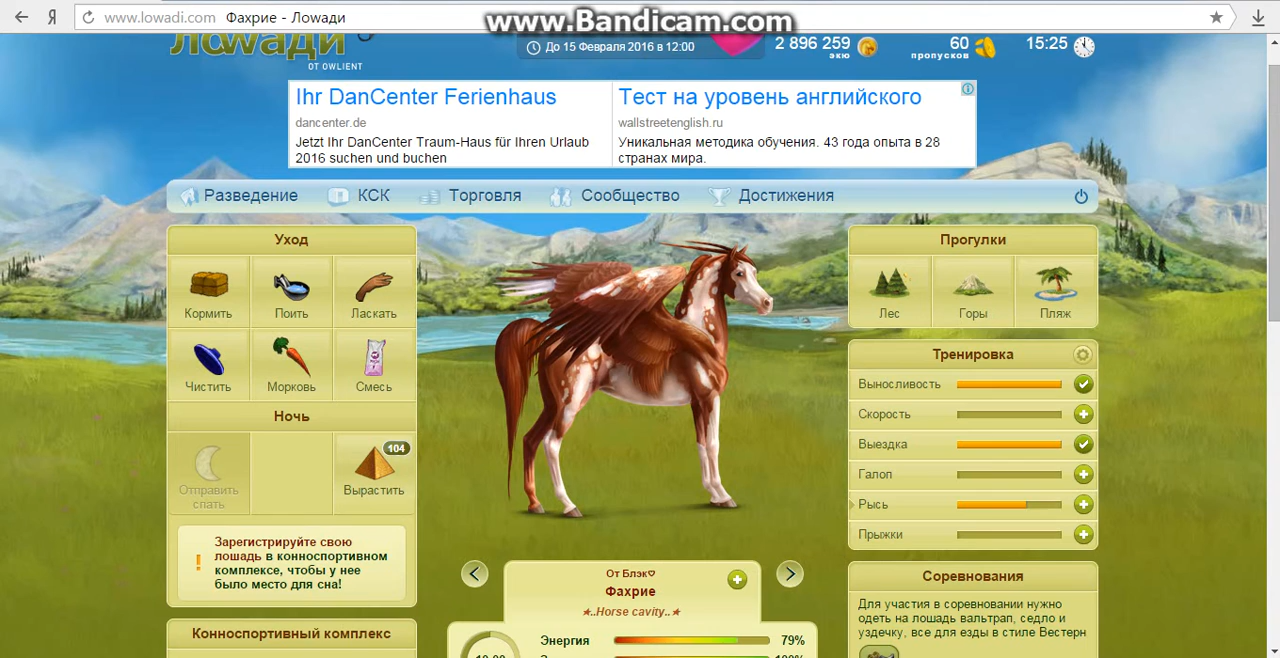 www.lowadi.com Фахрие - Лowади
www.Bandicam.com
лоwади
ОТ OWLIENT
До 15 Февраля 2016 в 12:00
2 896 259
экю
60
пропусков
15:25
Ihr DanCenter Ferienhaus
dancenter.de
Jetzt Ihr DanCenter Traum-Haus für Ihren Urlaub
2016 suchen und buchen
Тест на уровень английского
wallstreetenglish.ru
Уникальная методика обучения. 43 года опыта в 28
странах мира.
Разведение КСК Торговля Сообщество Достижения
Уход
Кормить Поить Ласкать
Чистить Морковь Смесь
Ночь
104
Отправить
спать
Вырастить
Зарегистрируйте свою
лошадь в конноспортивном
комплексе, чтобы у нее
было место для сна!
Конноспортивный комплекс
От Блэк♡
Фахрие
★..Horse cavity..★
Энергия 79%
Прогулки
Лес Горы Пляж
Тренировка
Выносливость
Скорость
Выездка
Галоп
Рысь
Прыжки
Соревнования
Для участия в соревновании нужно
одеть на лошадь вальтрап, седло и
уздечку, все для езды в стиле Вестерн